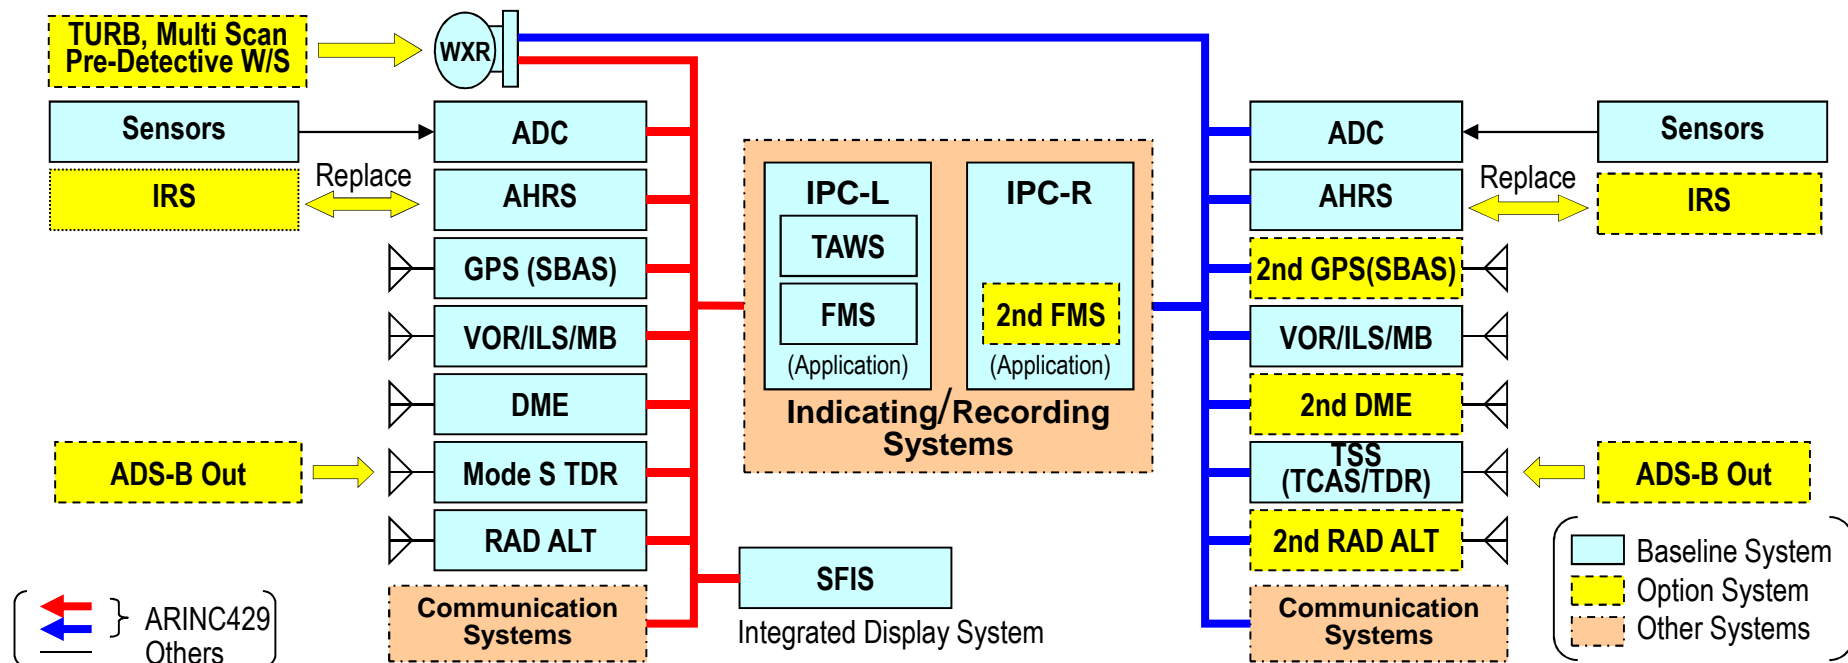 TURB, Multi Scan
Pre-Detective W/S
WXR
Sensors
ADC
ADC
Sensors
IRS
Replace
AHRS
IPC-L
IPC-R
AHRS
Replace
IRS
TAWS
GPS (SBAS)
2nd GPS(SBAS)
FMS
2nd FMS
VOR/ILS/MB
VOR/ILS/MB
(Application)
(Application)
DME
Indicating/Recording
Systems
2nd DME
ADS-B Out
Mode S TDR
TSS
(TCAS/TDR)
ADS-B Out
RAD ALT
2nd RAD ALT
SFIS
Integrated Display System
Communication
Systems
Communication
Systems
ARINC429
Others
Baseline System
Option System
Other Systems